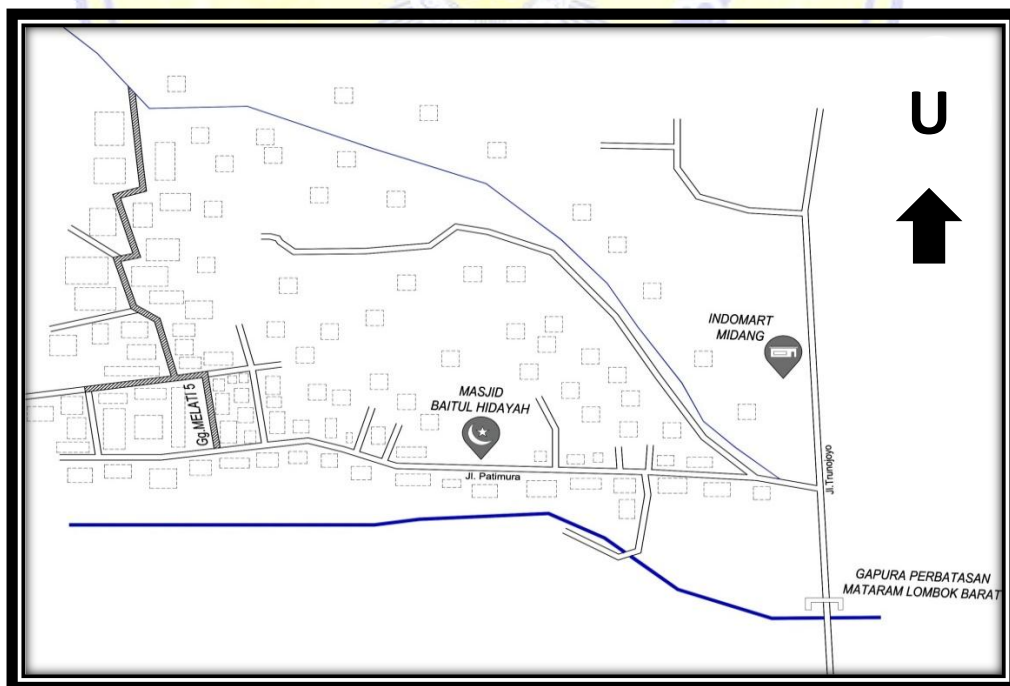 U
INDOMART
MIDANG
MASJID
BAITUL HIDAYAH
Gg.MELATI 5
Jl. Patimura
Jl.Trunojoyo
GAPURA PERBATASAN
MATARAM LOMBOK BARAT